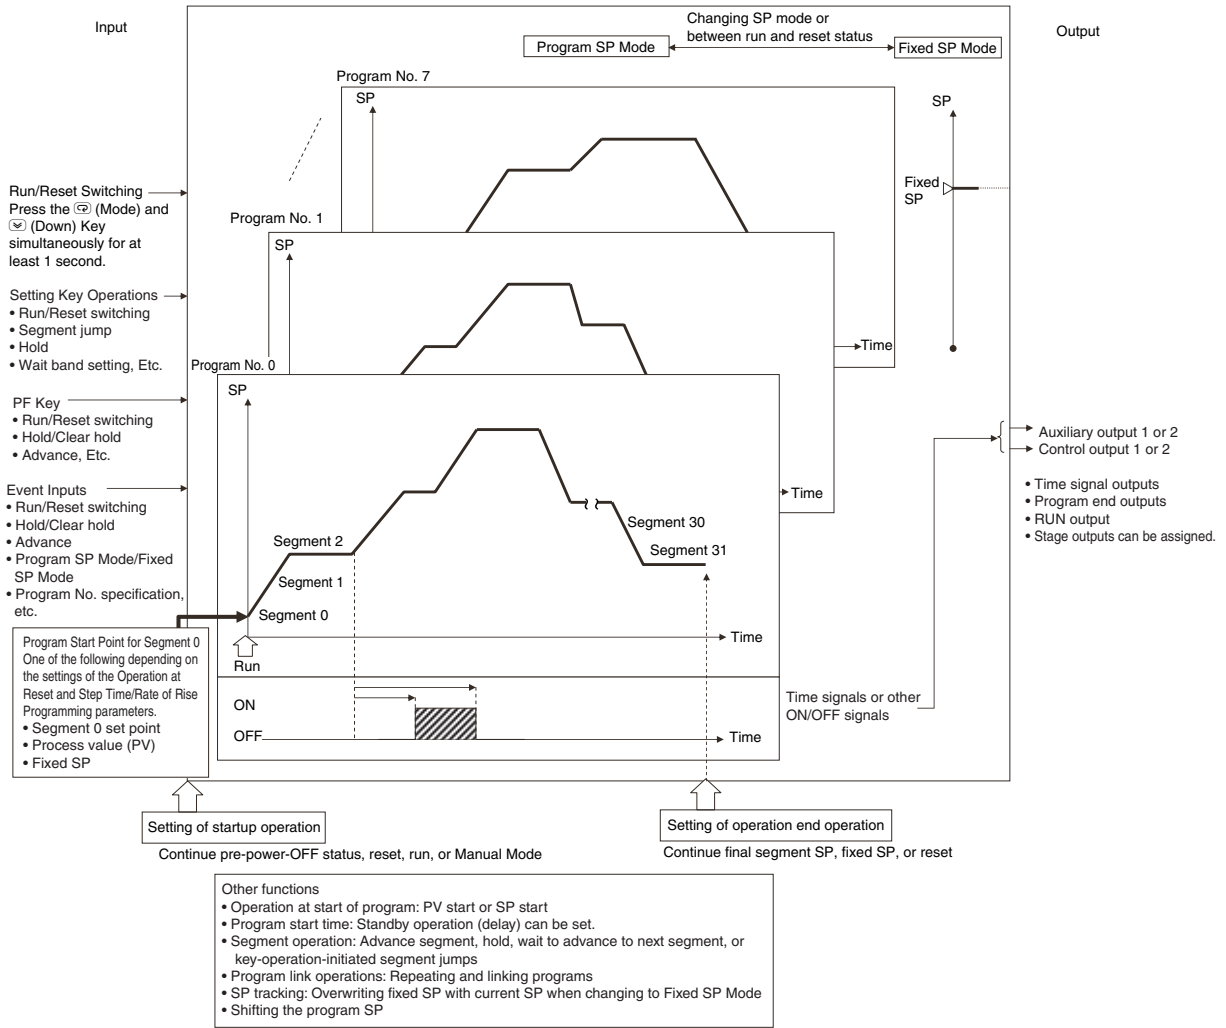 Input
Changing SP mode or
between run and reset status
Program SP Mode
Fixed SP Mode
Output
Program No. 7
SP
SP
Fixed
SP
Run/Reset Switching
Press the (Mode) and
(Down) Key
simultaneously for at
least 1 second.
Program No. 1
SP
Setting Key Operations
• Run/Reset switching
• Segment jump
• Hold
• Wait band setting, Etc.
Time
Program No. 0
SP
PF Key
• Run/Reset switching
• Hold/Clear hold
• Advance, Etc.
Auxiliary output 1 or 2
Control output 1 or 2
• Time signal outputs
• Program end outputs
• RUN output
• Stage outputs can be assigned.
Event Inputs
• Run/Reset switching
• Hold/Clear hold
• Advance
• Program SP Mode/Fixed
SP Mode
• Program No. specification,
etc.
Time
Segment 30
Segment 2
Segment 31
Segment 1
Segment 0
Time
Run
Program Start Point for Segment 0
One of the following depending on
the settings of the Operation at
Reset and Step Time/Rate of Rise
Programming parameters.
• Segment 0 set point
• Process value (PV)
• Fixed SP
ON
OFF
Time
Time signals or other
ON/OFF signals
Setting of startup operation
Continue pre-power-OFF status, reset, run, or Manual Mode
Setting of operation end operation
Continue final segment SP, fixed SP, or reset
Other functions
• Operation at start of program: PV start or SP start
• Program start time: Standby operation (delay) can be set.
• Segment operation: Advance segment, hold, wait to advance to next segment, or
key-operation-initiated segment jumps
• Program link operations: Repeating and linking programs
• SP tracking: Overwriting fixed SP with current SP when changing to Fixed SP Mode
• Shifting the program SP